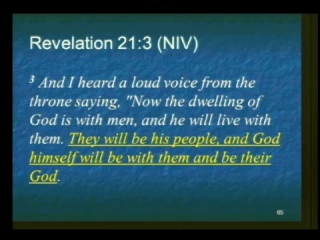 Revelation 21:3 (NIV)
3 And I heard a loud voice from the
throne saying, "Now the dwelling of
God is with men, and he will live with
them. They will be his people, and God
himself will be with them and be their
God.
65